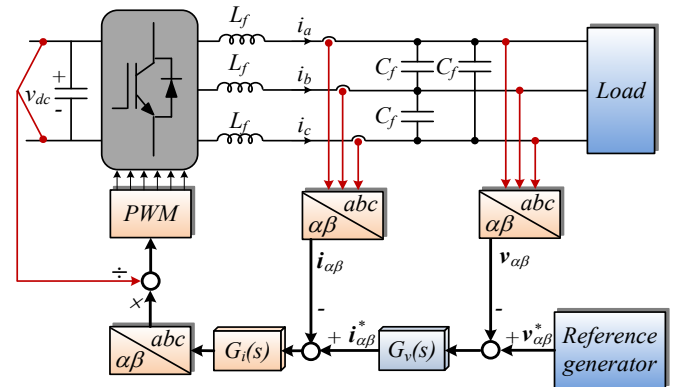 L_f i_a
L_f i_b C_f C_f
v_dc + -
L_f i_c C_f
Load
PWM
abc
αβ
abc
αβ
÷
×
i_αβ
v_αβ
-
-
abc
αβ
G_i(s)
+ i*_αβ
G_v(s)
+ v*_αβ
Reference
generator